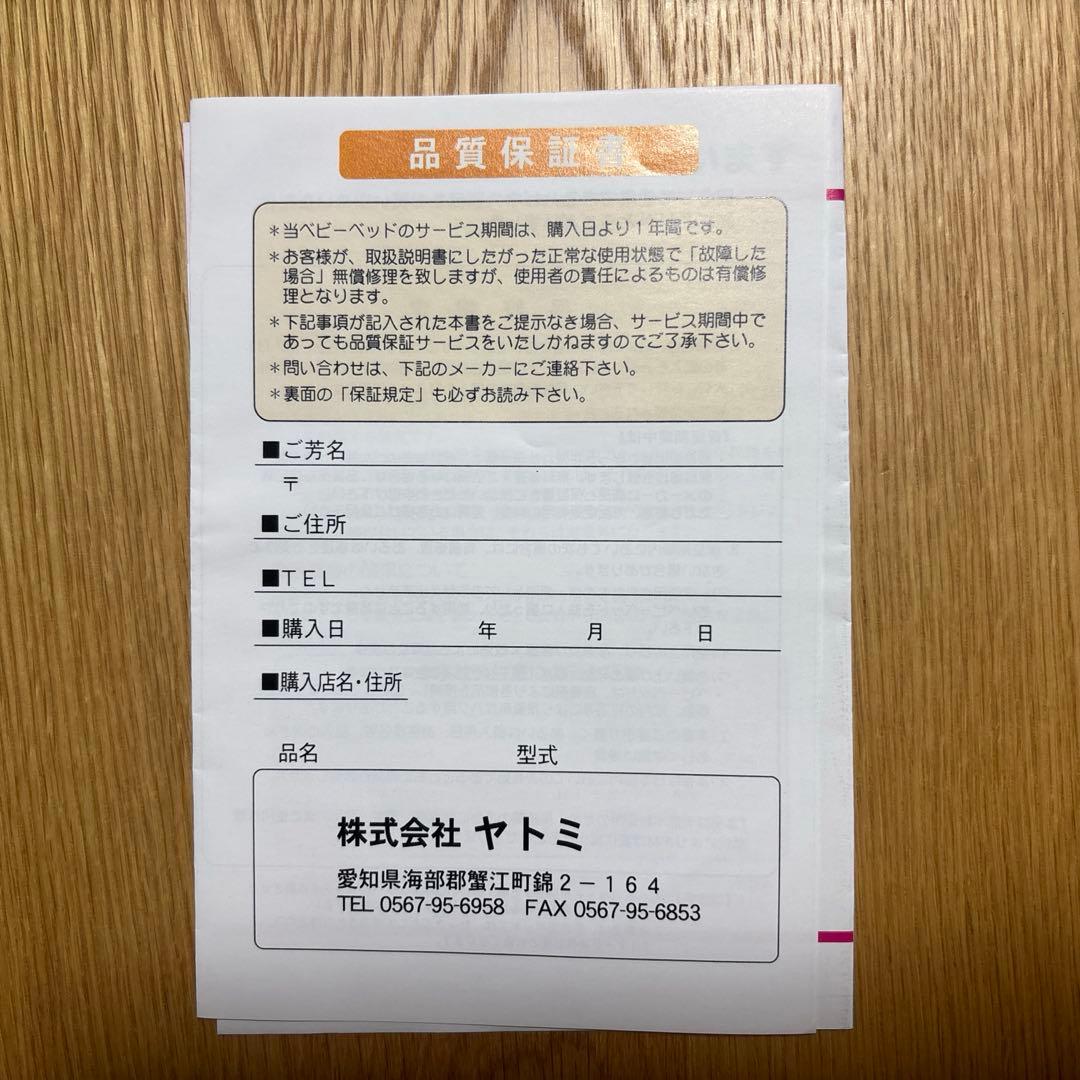 品質保証書
＊当ベビーベッドのサービス期間は、購入日より１年間です。
＊お客様が、取扱説明書にしたがった正常な使用状態で「故障した
場合」無償修理を致しますが、使用者の責任によるものは有償修
理となります。
＊下記事項が記入された本書をご提示なき場合、サービス期間中で
あっても品質保証サービスをいたしかねますのでご了承下さい。
＊問い合わせは、下記のメーカーにご連絡下さい。
＊裏面の「保証規定」も必ずお読み下さい。
■ご芳名
〒
■ご住所
■ＴＥＬ
■購入日 年 月 日
■購入店名・住所
品名 型式
株式会社 ヤトミ
愛知県海部郡蟹江町錦２－１６４
TEL 0567-95-6958 FAX 0567-95-6853